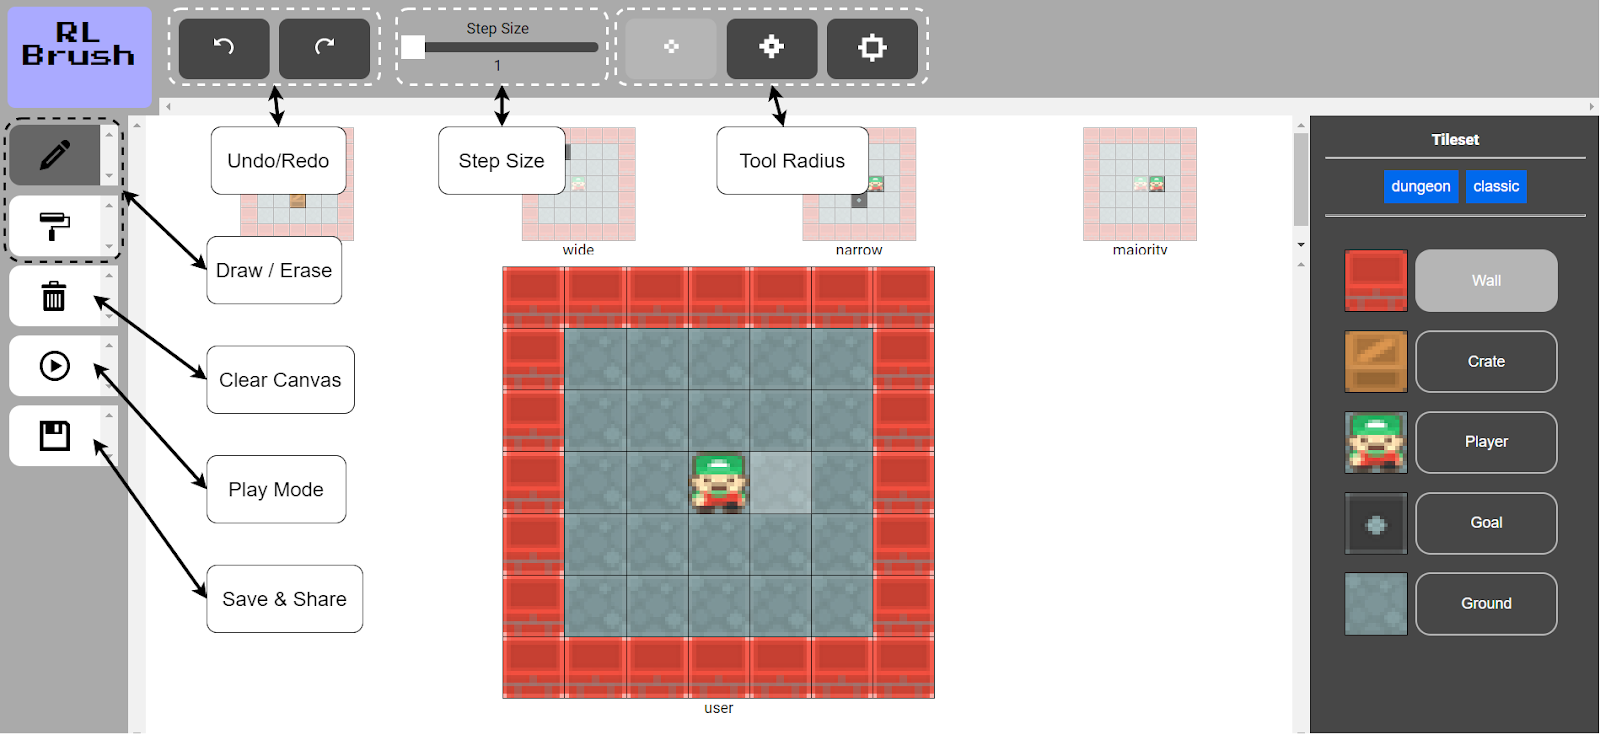 RL
Brush
Step Size
1
Undo/Redo
Step Size
Tool Radius
wide
narrow
majority
Draw / Erase
Clear Canvas
Play Mode
Save & Share
user
Tileset
dungeon
classic
Wall
Crate
Player
Goal
Ground